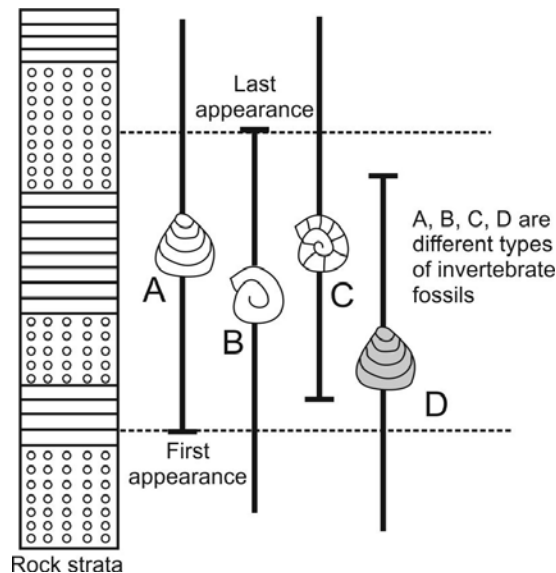 Last
appearance
A, B, C, D are
different types
of invertebrate
fossils
A
B
C
D
First
appearance
Rock strata